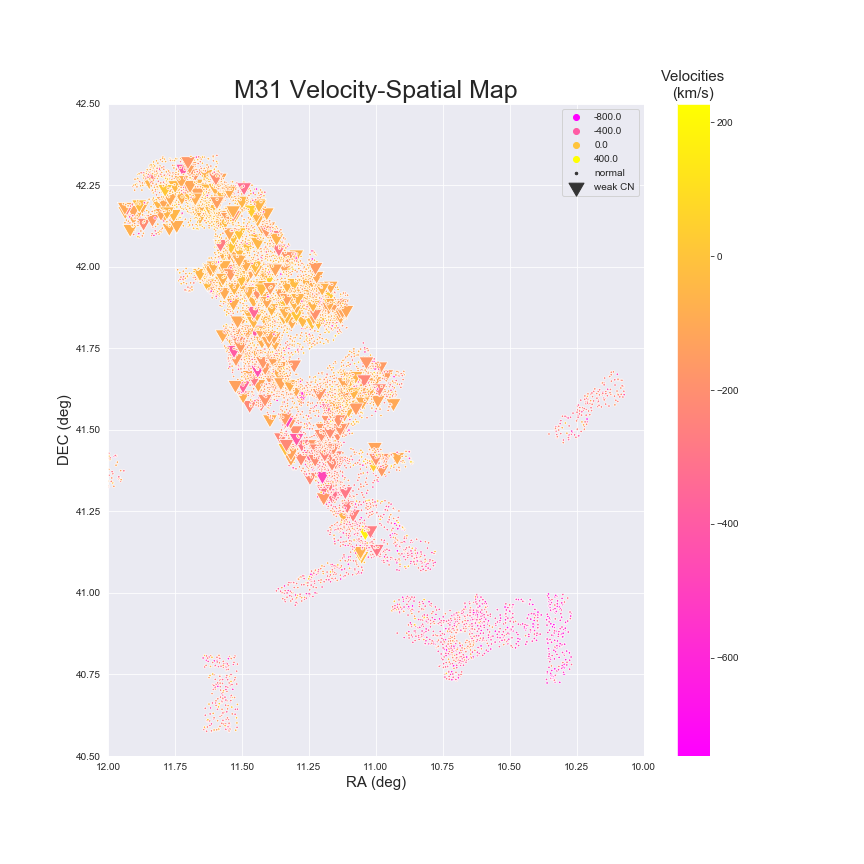 M31 Velocity-Spatial Map
Velocities
(km/s)
42.50
42.25
42.00
41.75
41.50
41.25
41.00
40.75
40.50
DEC (deg)
-800.0
-400.0
0.0
400.0
normal
weak CN
200
0
−200
−400
−600
12.00 11.75 11.50 11.25 11.00 10.75 10.50 10.25 10.00
RA (deg)